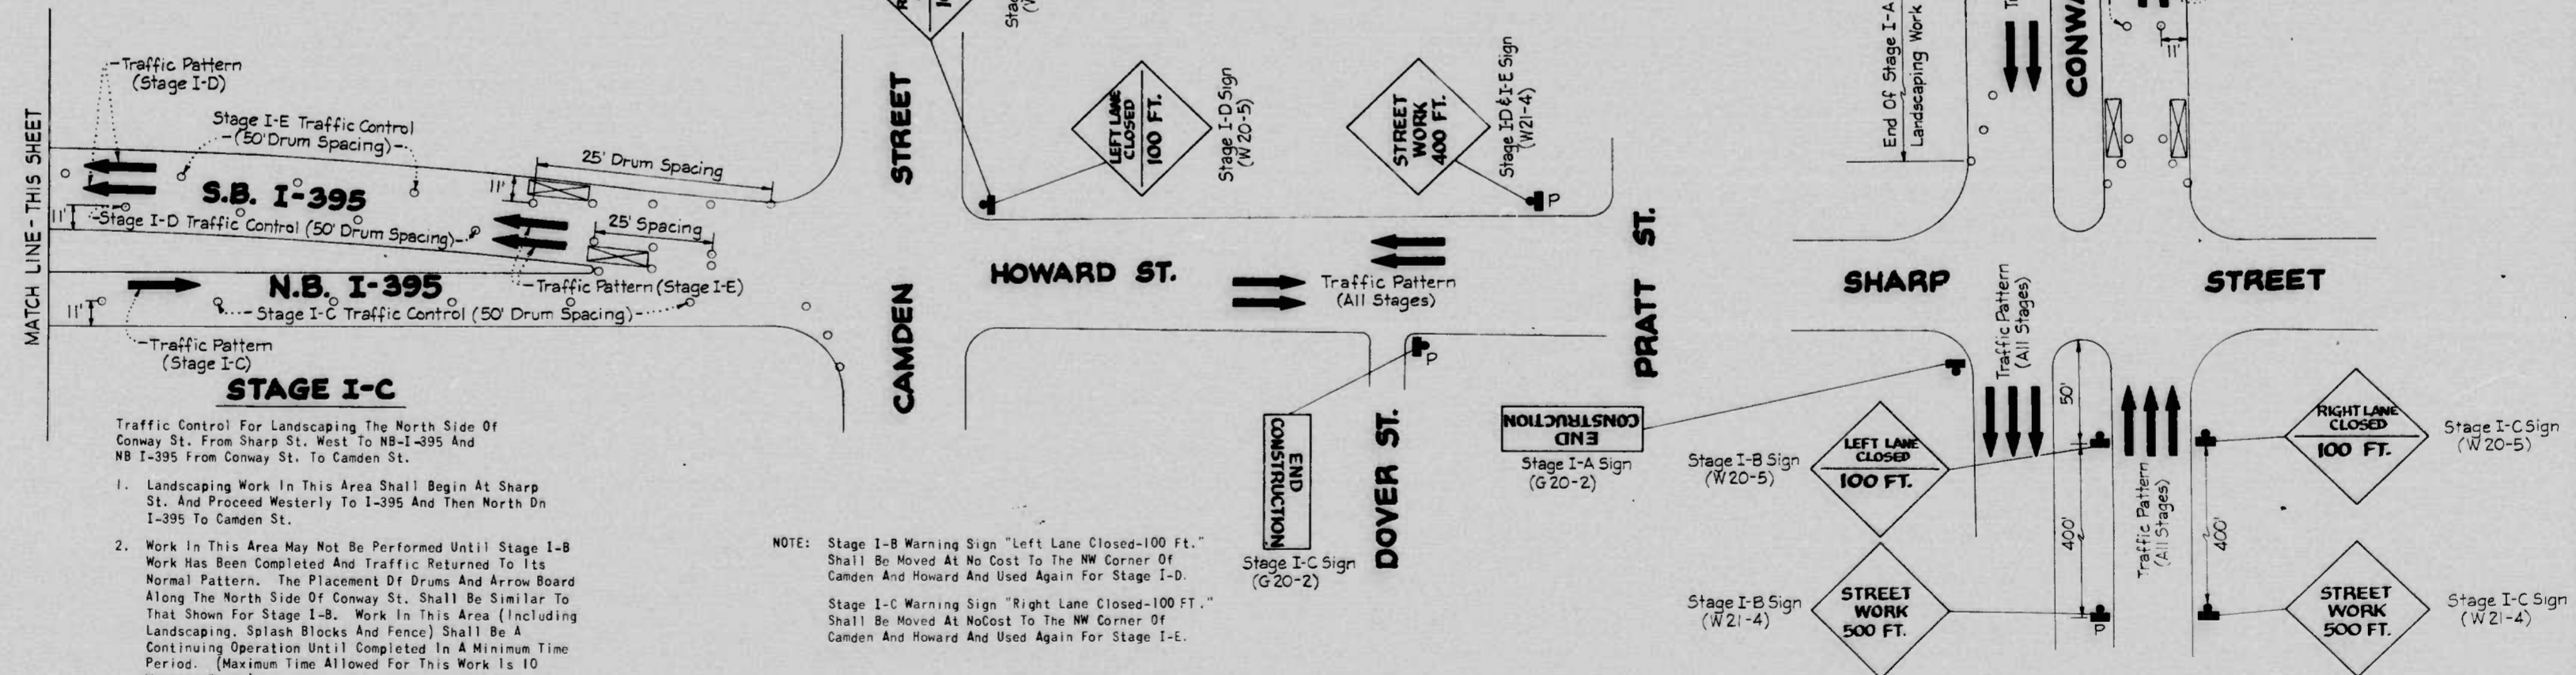 MATCH LINE - THIS SHEET
Traffic Pattern
(Stage I-D)
Stage I-E Traffic Control
(50' Drum Spacing)
25' Drum Spacing
11'
S.B. I-395
11'
Stage I-D Traffic Control (50' Drum Spacing)
25' Spacing
N.B. I-395
Traffic Pattern (Stage I-E)
11'
Stage I-C Traffic Control (50' Drum Spacing)
Traffic Pattern
(Stage I-C)
STAGE I-C
Traffic Control For Landscaping The North Side Of
Conway St. From Sharp St. West To NB-I-395 And
NB I-395 From Conway St. To Camden St.
1. Landscaping Work In This Area Shall Begin At Sharp
St. And Proceed Westerly To I-395 And Then North Dn
I-395 To Camden St.
2. Work In This Area May Not Be Performed Until Stage I-B
Work Has Been Completed And Traffic Returned To Its
Normal Pattern. The Placement Of Drums And Arrow Board
Along The North Side Of Conway St. Shall Be Similar To
That Shown For Stage I-B. Work In This Area (Including
Landscaping, Splash Blocks And Fence) Shall Be A
Continuing Operation Until Completed In A Minimum Time
Period. (Maximum Time Allowed For This Work Is 10
CAMDEN STREET
LEFT LANE
CLOSED
100 FT.
Stage I-D Sign
(W20-5)
STREET
WORK
400 FT.
Stage I-D & I-E Sign
(W21-4)
P
HOWARD ST.
Traffic Pattern
(All Stages)
PRATT ST.
P
END
CONSTRUCTION
Stage I-C Sign
(G20-2)
DOVER ST.
END
CONSTRUCTION
Stage I-A Sign
(G20-2)
NOTE: Stage I-B Warning Sign "Left Lane Closed-100 Ft."
Shall Be Moved At No Cost To The NW Corner Of
Camden And Howard And Used Again For Stage I-D.
Stage I-C Warning Sign "Right Lane Closed-100 FT."
Shall Be Moved At NoCost To The NW Corner Of
Camden And Howard And Used Again For Stage I-E.
End Of Stage I-A
Landscaping Work
CONWA
11'
SHARP STREET
Traffic Pattern
(All Stages)
50'
LEFT LANE
CLOSED
100 FT.
Stage I-B Sign
(W20-5)
RIGHT LANE
CLOSED
100 FT.
Stage I-C Sign
(W20-5)
Traffic Pattern
(All Stages)
400'
400'
STREET
WORK
500 FT.
Stage I-B Sign
(W21-4)
P
STREET
WORK
500 FT.
Stage I-C Sign
(W21-4)